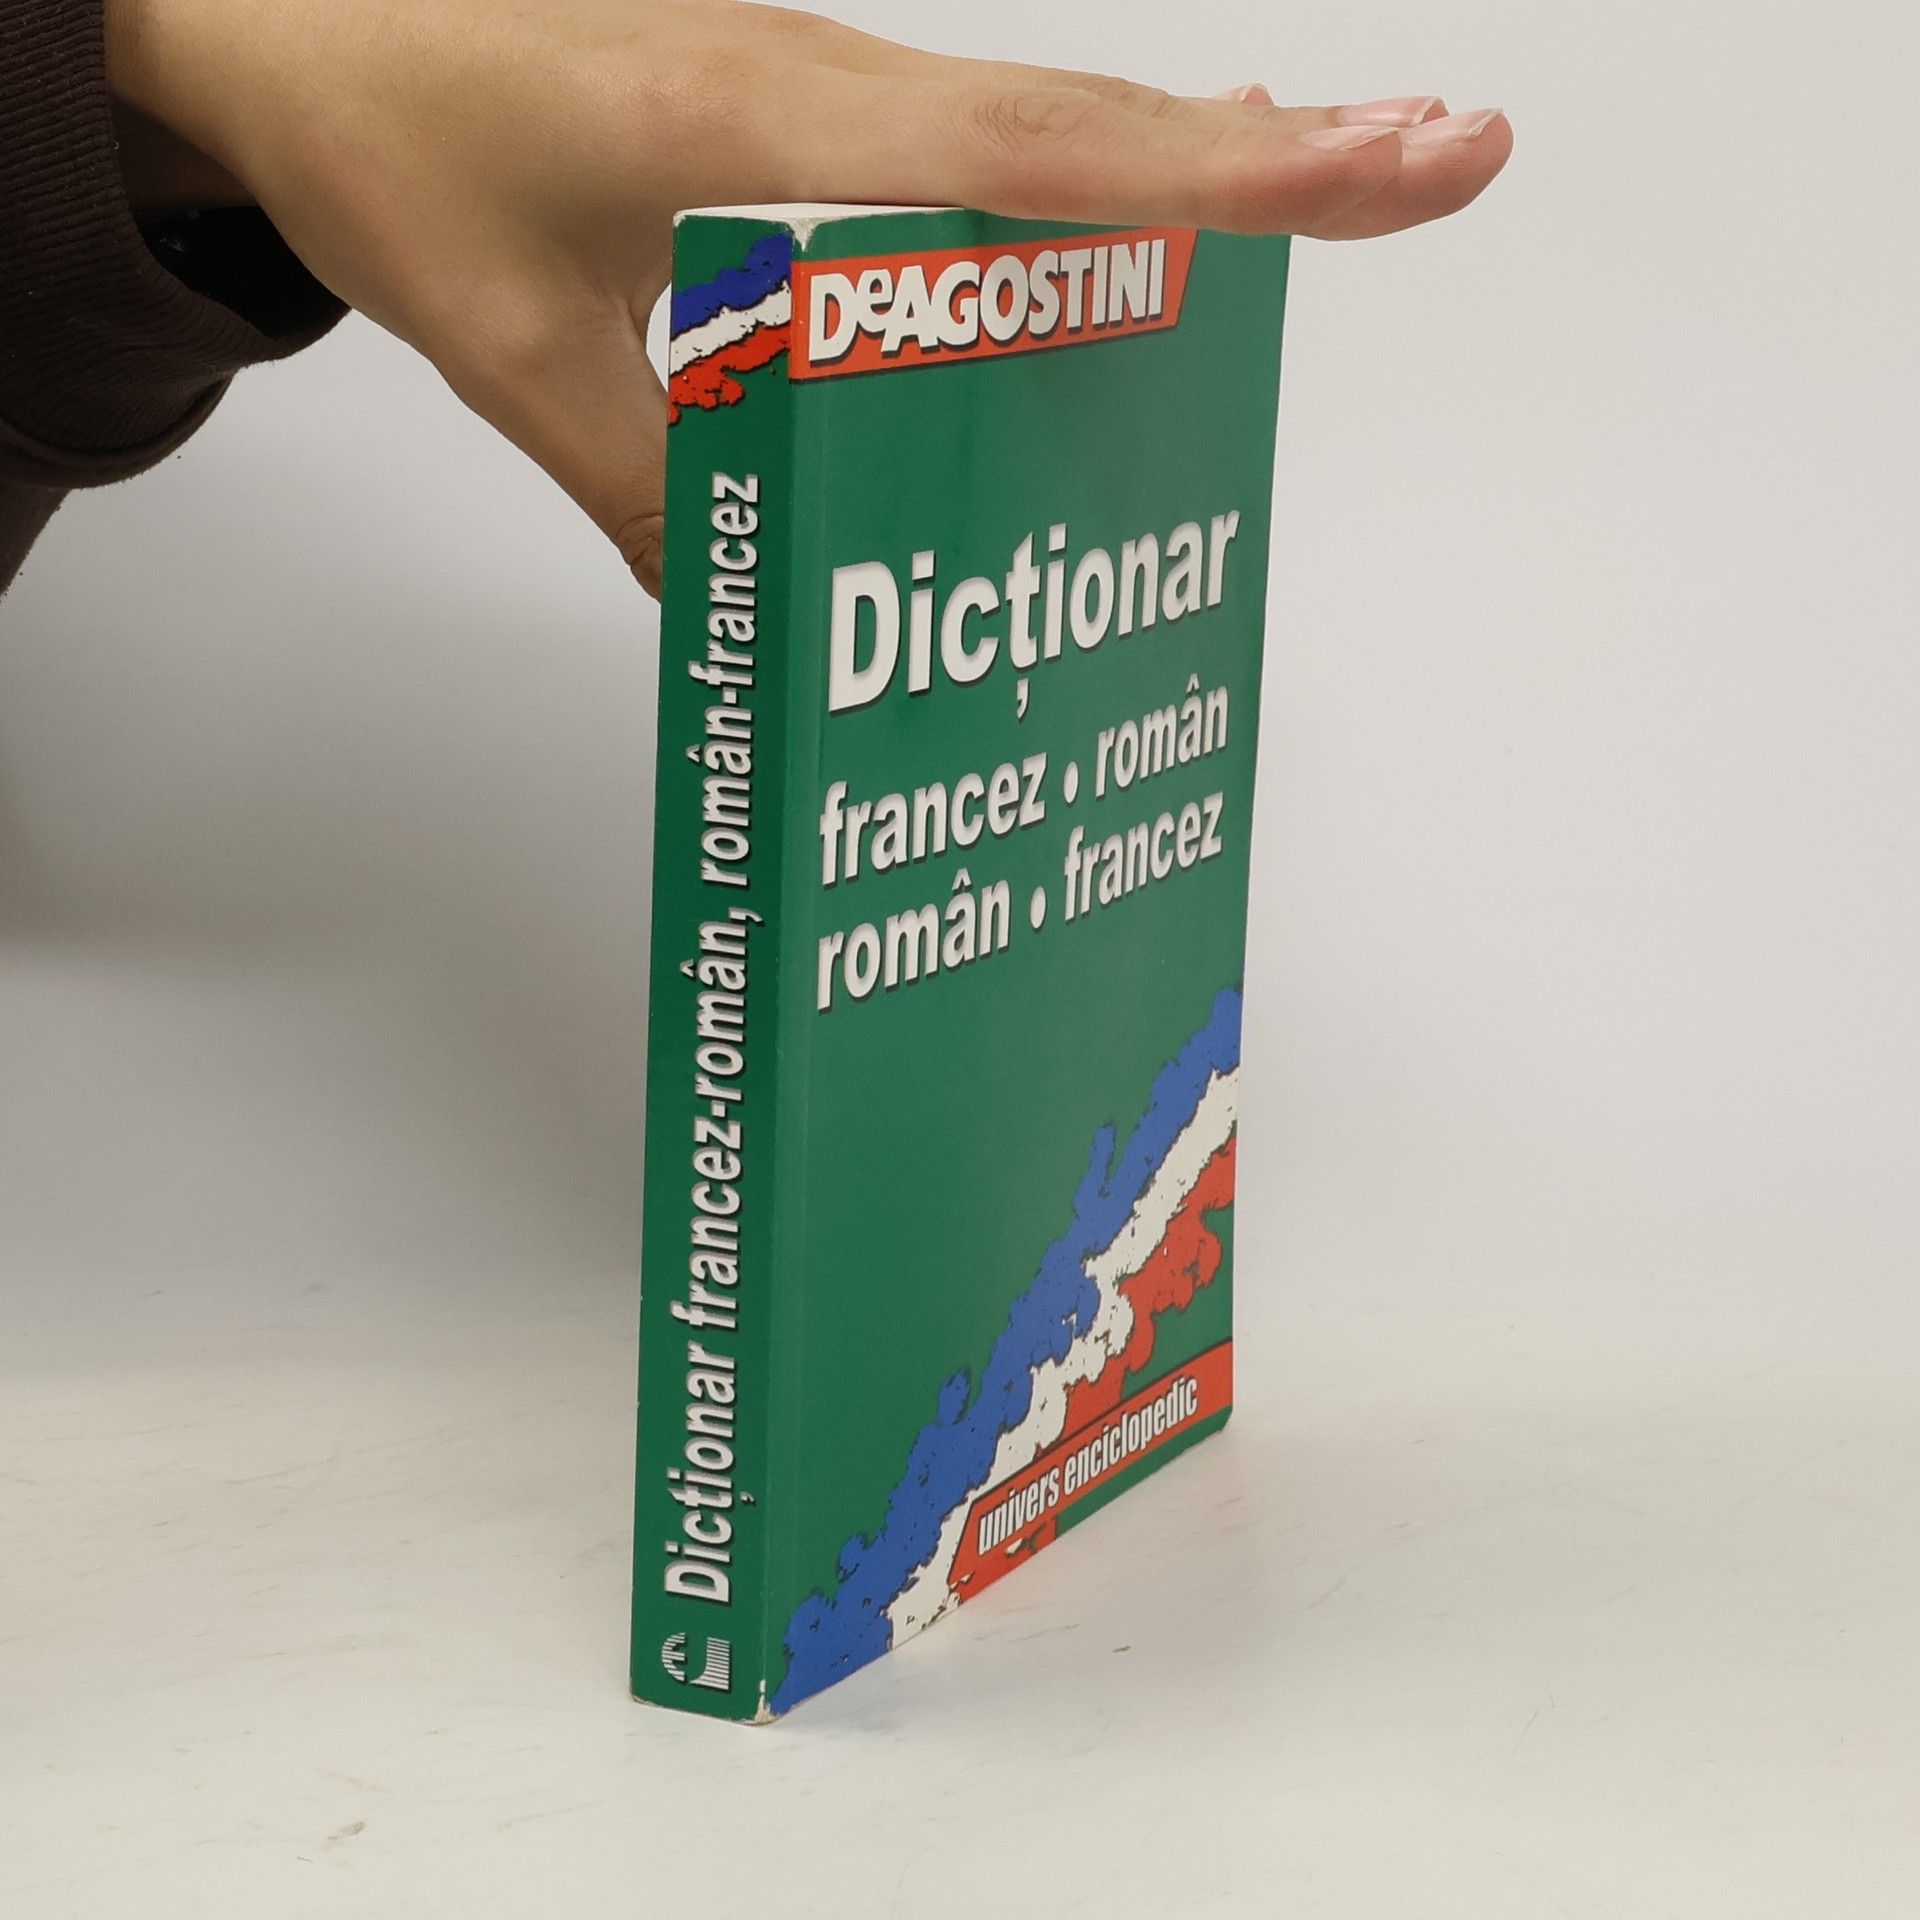 DeAGOSTINI
Dicționar
francez • român
român • francez
univers enciclopedic
Dicționar francez-român, român-francez